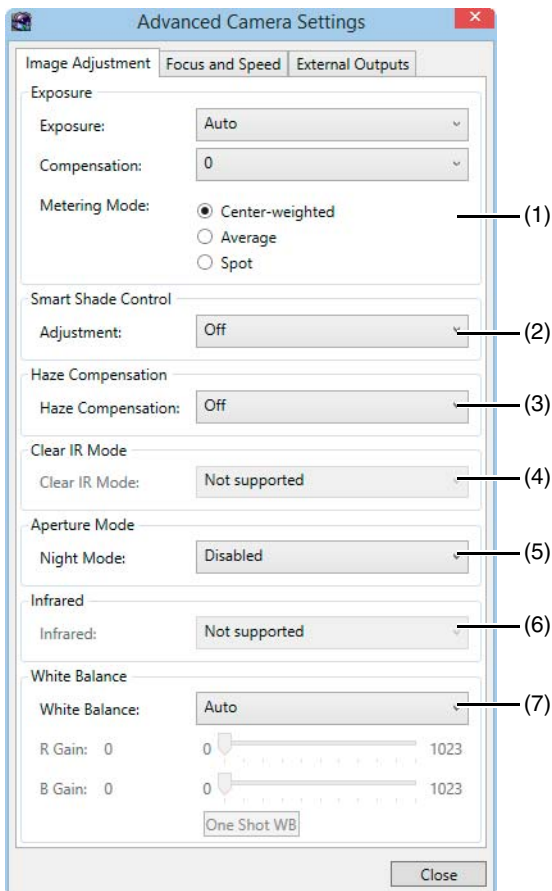 Advanced Camera Settings
Image Adjustment Focus and Speed External Outputs
Exposure
Exposure: Auto
Compensation: 0
Metering Mode: Center-weighted (1)
Average
Spot
Smart Shade Control
Adjustment: Off (2)
Haze Compensation
Haze Compensation: Off (3)
Clear IR Mode
Clear IR Mode: Not supported (4)
Aperture Mode
Night Mode: Disabled (5)
Infrared
Infrared: Not supported (6)
White Balance
White Balance: Auto (7)
R Gain: 0 0 1023
B Gain: 0 0 1023
One Shot WB
Close